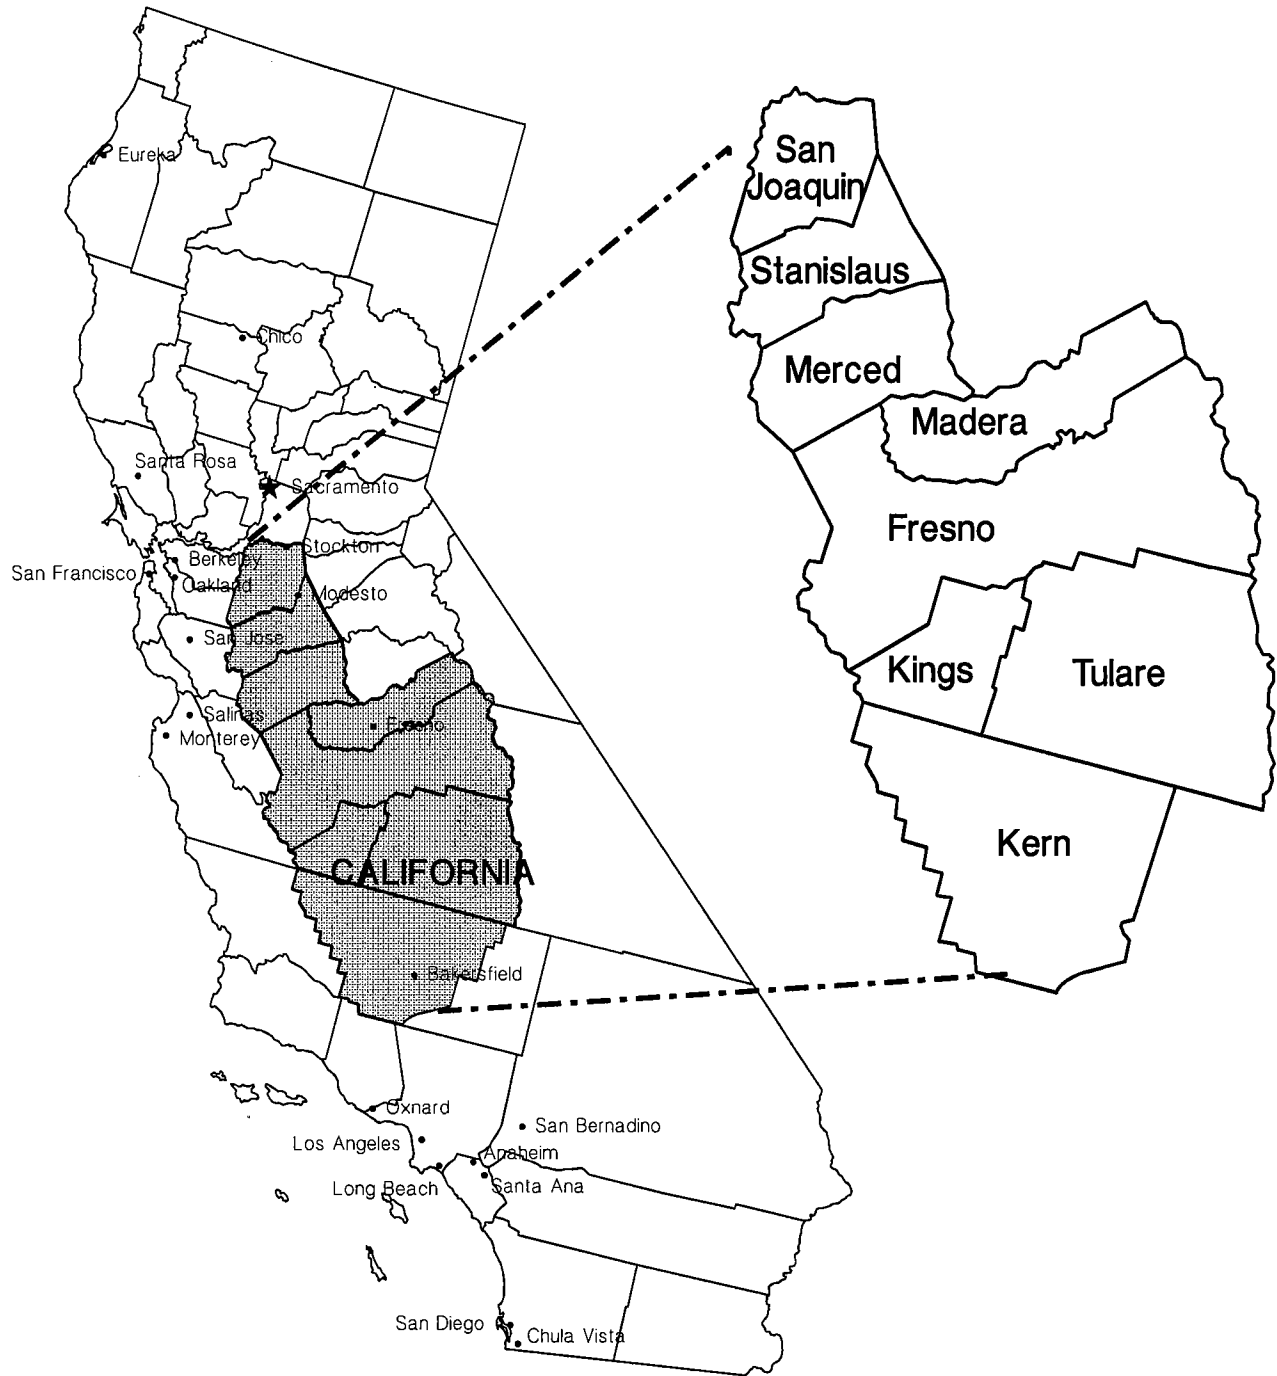 Eureka
Chico
Santa Rosa
Sacramento
Stockton
Berkeley
San Francisco
Oakland
Modesto
San Jose
Salinas
Monterey
Fresno
CALIFORNIA
Bakersfield
Oxnard
San Bernadino
Los Angeles
Anaheim
Long Beach
Santa Ana
San Diego
Chula Vista
San
Joaquin
Stanislaus
Merced
Madera
Fresno
Kings
Tulare
Kern